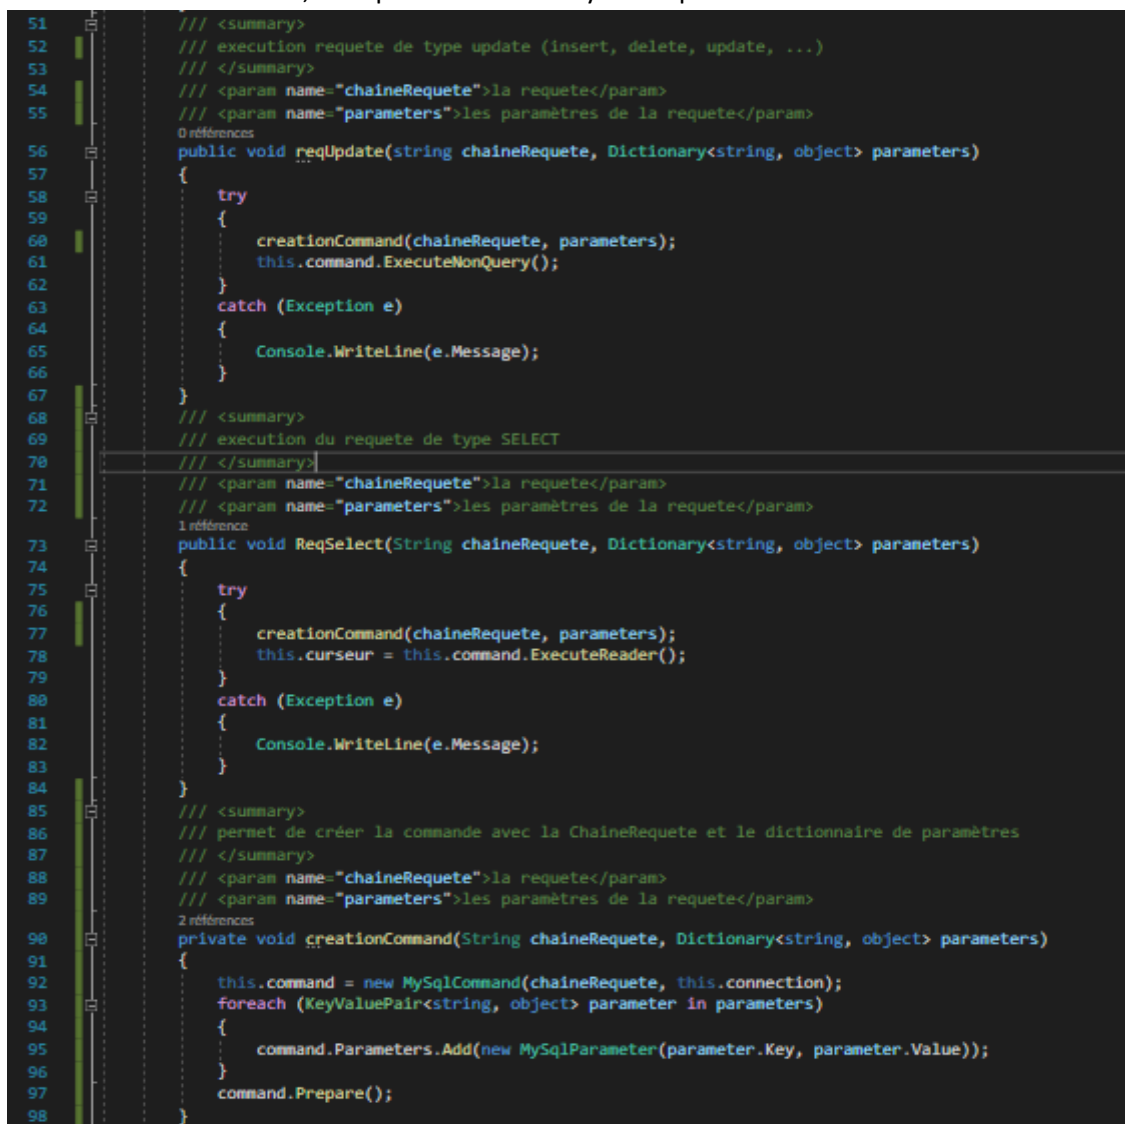 51 /// <summary>
52 /// execution requete de type update (insert, delete, update, ...)
53 /// </summary>
54 /// <param name="chaineRequete">la requete</param>
55 /// <param name="parameters">les paramètres de la requete</param>
0 références
56 public void reqUpdate(string chaineRequete, Dictionary<string, object> parameters)
57 {
58 try
59 {
60 creationCommand(chaineRequete, parameters);
61 this.command.ExecuteNonQuery();
62 }
63 catch (Exception e)
64 {
65 Console.WriteLine(e.Message);
66 }
67 }
68 /// <summary>
69 /// execution du requete de type SELECT
70 /// </summary>
71 /// <param name="chaineRequete">la requete</param>
72 /// <param name="parameters">les paramètres de la requete</param>
1 référence
73 public void ReqSelect(String chaineRequete, Dictionary<string, object> parameters)
74 {
75 try
76 {
77 creationCommand(chaineRequete, parameters);
78 this.curseur = this.command.ExecuteReader();
79 }
80 catch (Exception e)
81 {
82 Console.WriteLine(e.Message);
83 }
84 }
85 /// <summary>
86 /// permet de créer la commande avec la ChaineRequete et le dictionnaire de paramètres
87 /// </summary>
88 /// <param name="chaineRequete">la requete</param>
89 /// <param name="parameters">les paramètres de la requete</param>
2 références
90 private void creationCommand(String chaineRequete, Dictionary<string, object> parameters)
91 {
92 this.command = new MySqlCommand(chaineRequete, this.connection);
93 foreach (KeyValuePair<string, object> parameter in parameters)
94 {
95 command.Parameters.Add(new MySqlParameter(parameter.Key, parameter.Value));
96 }
97 command.Prepare();
98 }